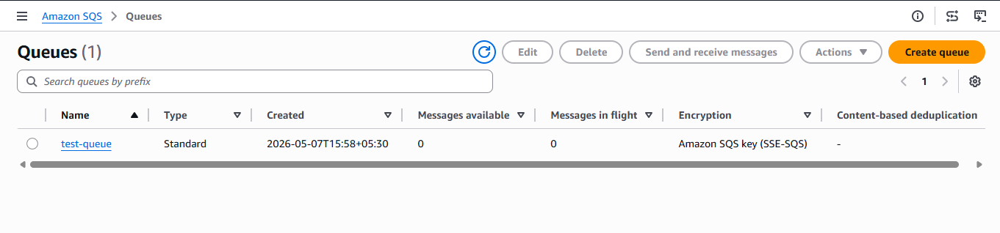 Amazon SQS > Queues
Queues (1) Edit Delete Send and receive messages Actions Create queue
Search queues by prefix 1
Name Type Created Messages available Messages in flight Encryption Content-based deduplication
test-queue Standard 2026-05-07T15:58+05:30 0 0 Amazon SQS key (SSE-SQS) -